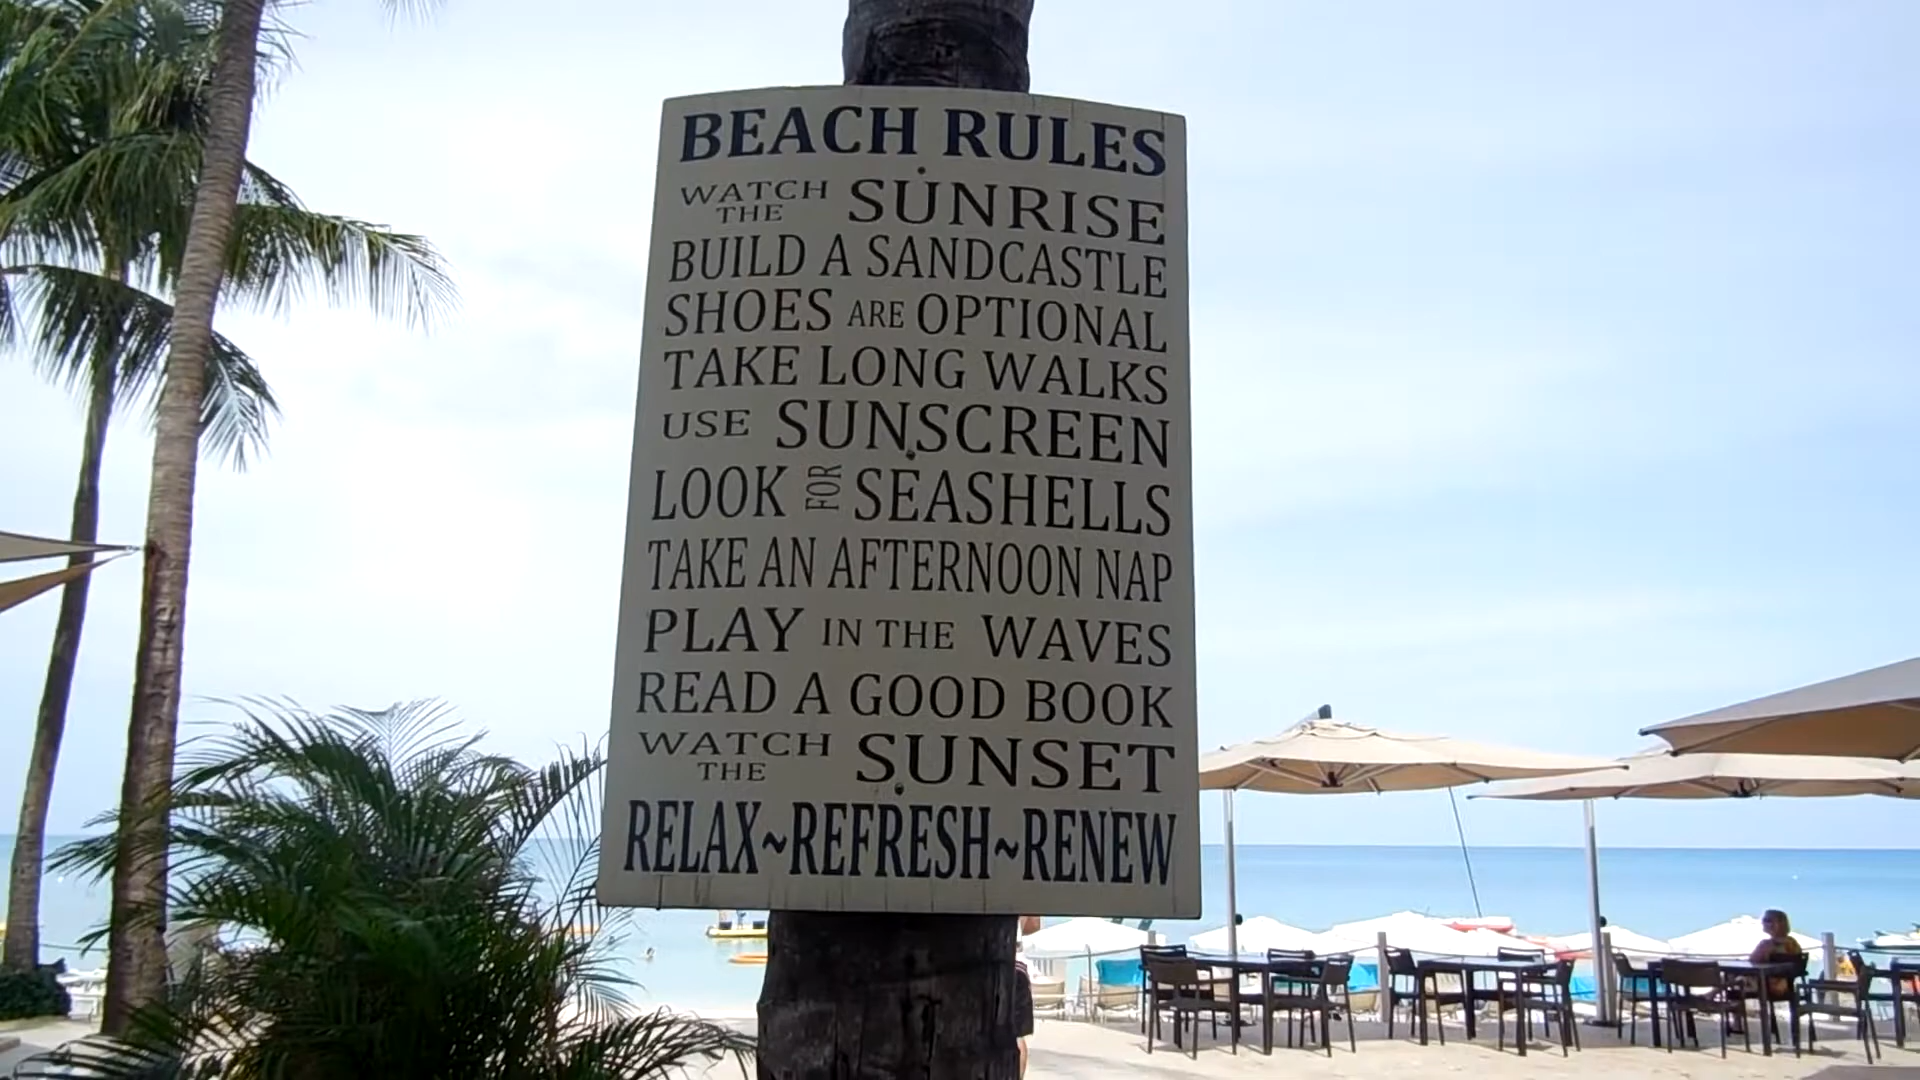 BEACH RULES
WATCH THE SUNRISE
BUILD A SANDCASTLE
SHOES ARE OPTIONAL
TAKE LONG WALKS
USE SUNSCREEN
LOOK FOR SEASHELLS
TAKE AN AFTERNOON NAP
PLAY IN THE WAVES
READ A GOOD BOOK
WATCH THE SUNSET
RELAX~REFRESH~RENEW